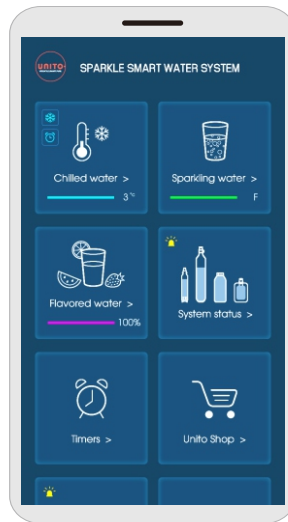 UNITO
SPARKLE SMART WATER SYSTEM
Chilled water >
3°c
Sparkling water >
F
Flavored water >
100%
System status >
Timers >
Unito Shop >